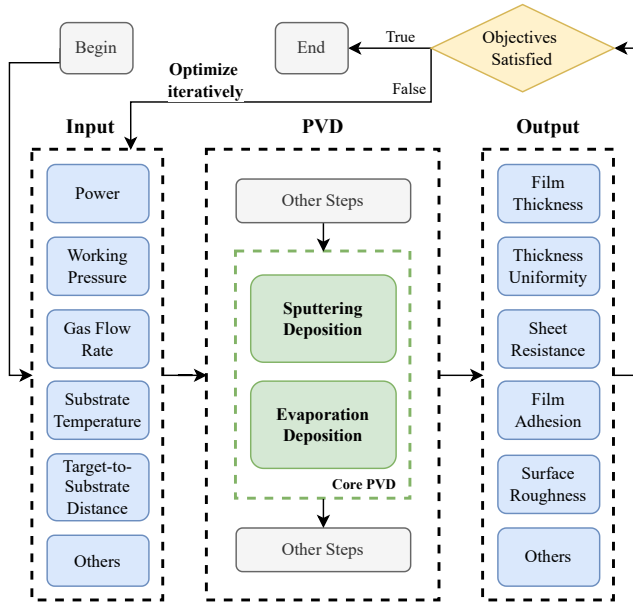 Begin
End
True
Objectives
Satisfied
False
Optimize
iteratively
Input
PVD
Output
Power
Working
Pressure
Gas Flow
Rate
Substrate
Temperature
Target-to-
Substrate
Distance
Others
Other Steps
Sputtering
Deposition
Evaporation
Deposition
Core PVD
Other Steps
Film
Thickness
Thickness
Uniformity
Sheet
Resistance
Film
Adhesion
Surface
Roughness
Others